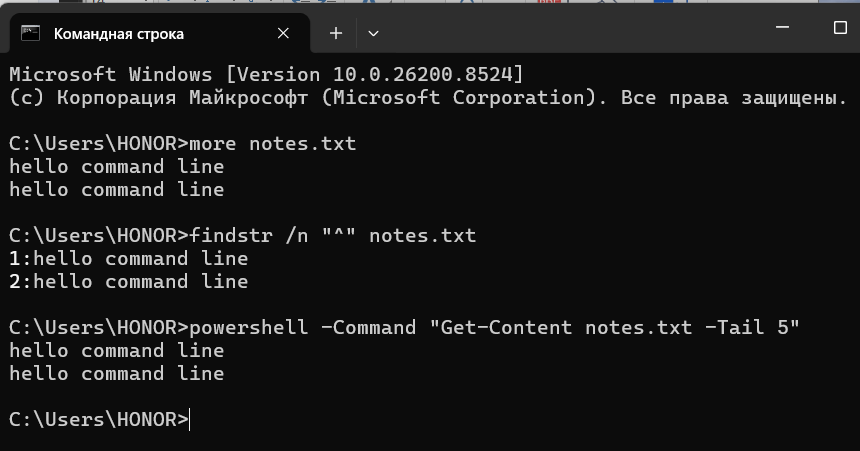 Командная строка
Microsoft Windows [Version 10.0.26200.8524]
(c) Корпорация Майкрософт (Microsoft Corporation). Все права защищены.
C:\Users\HONOR>more notes.txt
hello command line
hello command line
C:\Users\HONOR>findstr /n "^" notes.txt
1:hello command line
2:hello command line
C:\Users\HONOR>powershell -Command "Get-Content notes.txt -Tail 5"
hello command line
hello command line
C:\Users\HONOR>